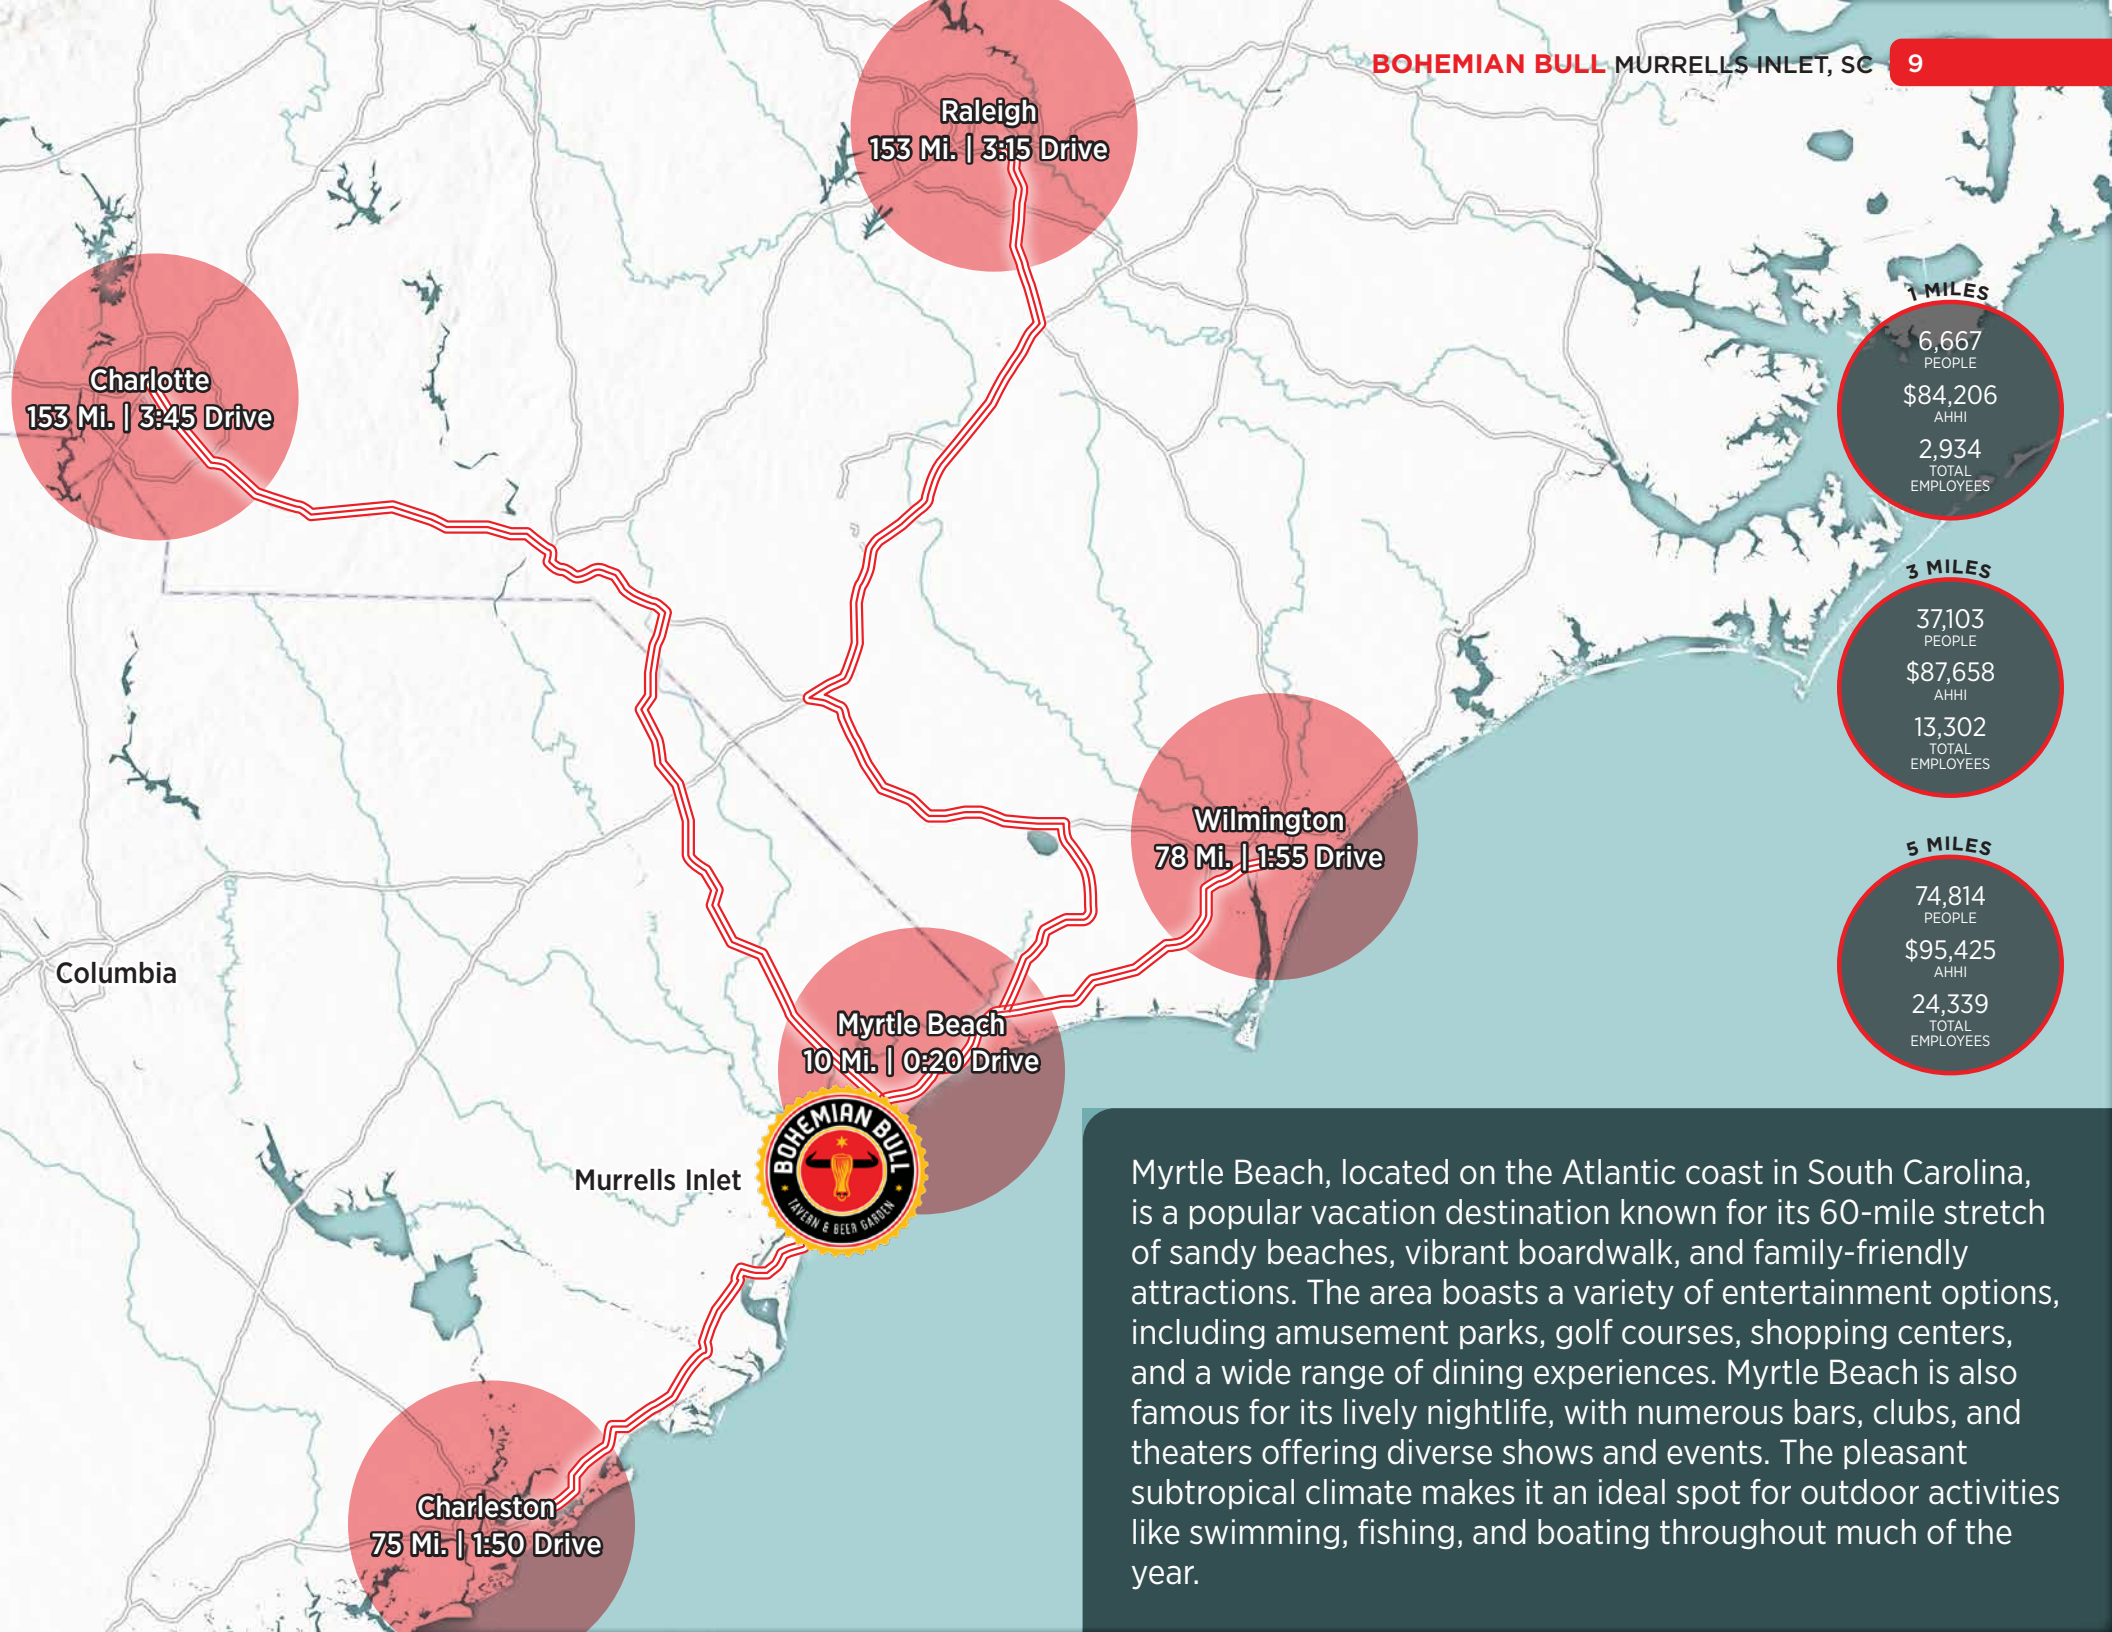 BOHEMIAN BULL MURRELLS INLET, SC 9
Raleigh
153 Mi. | 3:15 Drive
Charlotte
153 Mi. | 3:45 Drive
1 MILES
6,667
PEOPLE
$84,206
AHHI
2,934
TOTAL
EMPLOYEES
3 MILES
37,103
PEOPLE
$87,658
AHHI
13,302
TOTAL
EMPLOYEES
Wilmington
78 Mi. | 1:55 Drive
5 MILES
74,814
PEOPLE
$95,425
AHHI
24,339
TOTAL
EMPLOYEES
Columbia
Myrtle Beach
10 Mi. | 0:20 Drive
BOHEMIAN BULL
TAVERN & BEER GARDEN
Murrells Inlet
Charleston
75 Mi. | 1:50 Drive
Myrtle Beach, located on the Atlantic coast in South Carolina,
is a popular vacation destination known for its 60-mile stretch
of sandy beaches, vibrant boardwalk, and family-friendly
attractions. The area boasts a variety of entertainment options,
including amusement parks, golf courses, shopping centers,
and a wide range of dining experiences. Myrtle Beach is also
famous for its lively nightlife, with numerous bars, clubs, and
theaters offering diverse shows and events. The pleasant
subtropical climate makes it an ideal spot for outdoor activities
like swimming, fishing, and boating throughout much of the
year.